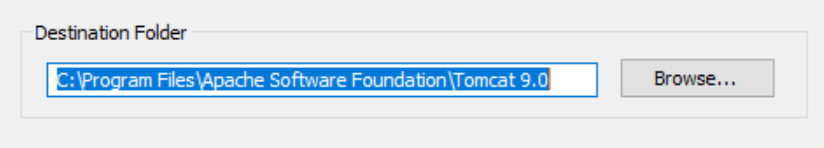 Destination Folder
C:\Program Files\Apache Software Foundation\Tomcat 9.0
Browse...